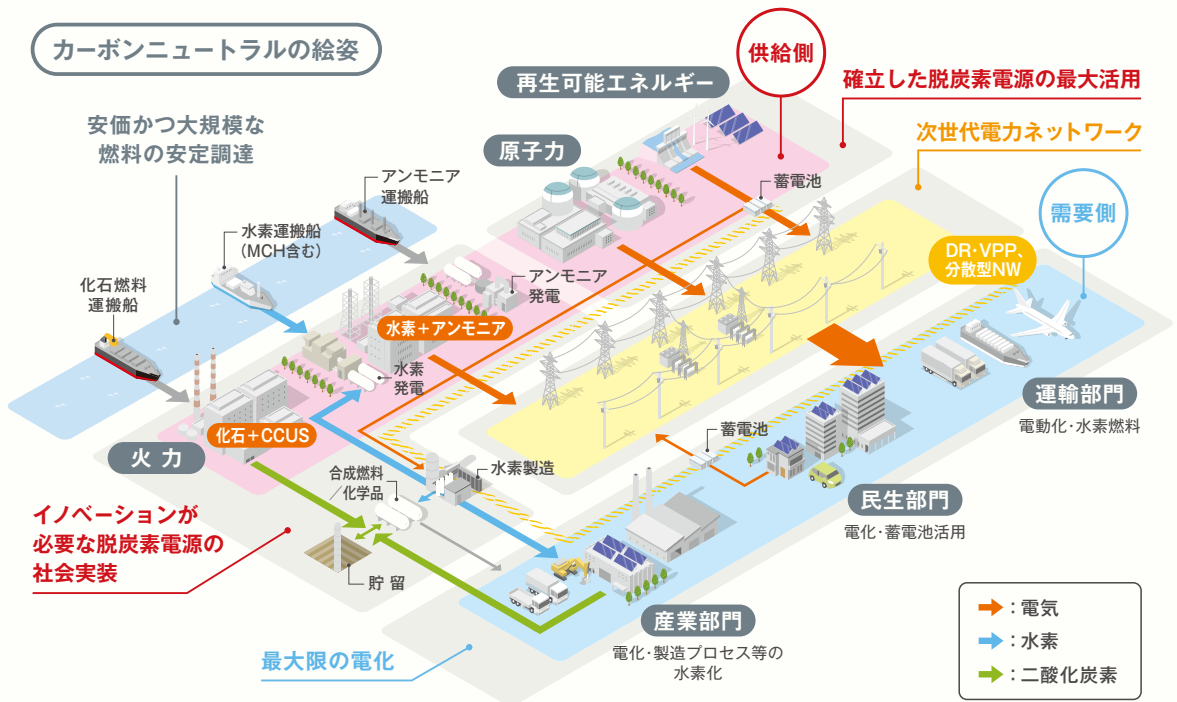 カーボンニュートラルの絵姿
供給側
再生可能エネルギー
確立した脱炭素電源の最大活用
安価かつ大規模な
燃料の安定調達
次世代電力ネットワーク
原子力
アンモニア
運搬船
蓄電池
需要側
水素運搬船
(MCH含む)
DR・VPP、
分散型NW
化石燃料
運搬船
アンモニア
発電
水素+アンモニア
水素
発電
運輸部門
電動化・水素燃料
化石+CCUS
蓄電池
火力
合成燃料
/化学品
水素製造
民生部門
電化・蓄電池活用
イノベーションが
必要な脱炭素電源の
社会実装
貯留
産業部門
電化・製造プロセス等の
水素化
最大限の電化
:電気
:水素
:二酸化炭素